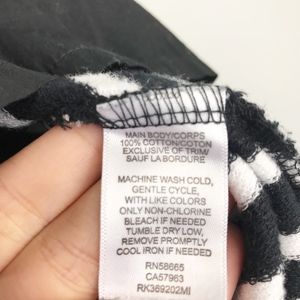 MAIN BODY/CORPS
100% COTTON/COTON
EXCLUSIVE OF TRIM/
SAUF LA BORDURE
MACHINE WASH COLD,
GENTLE CYCLE,
WITH LIKE COLORS
ONLY NON-CHLORINE
BLEACH IF NEEDED
TUMBLE DRY LOW,
REMOVE PROMPTLY
COOL IRON IF NEEDED
RN58665
CA57963
RK369202MI